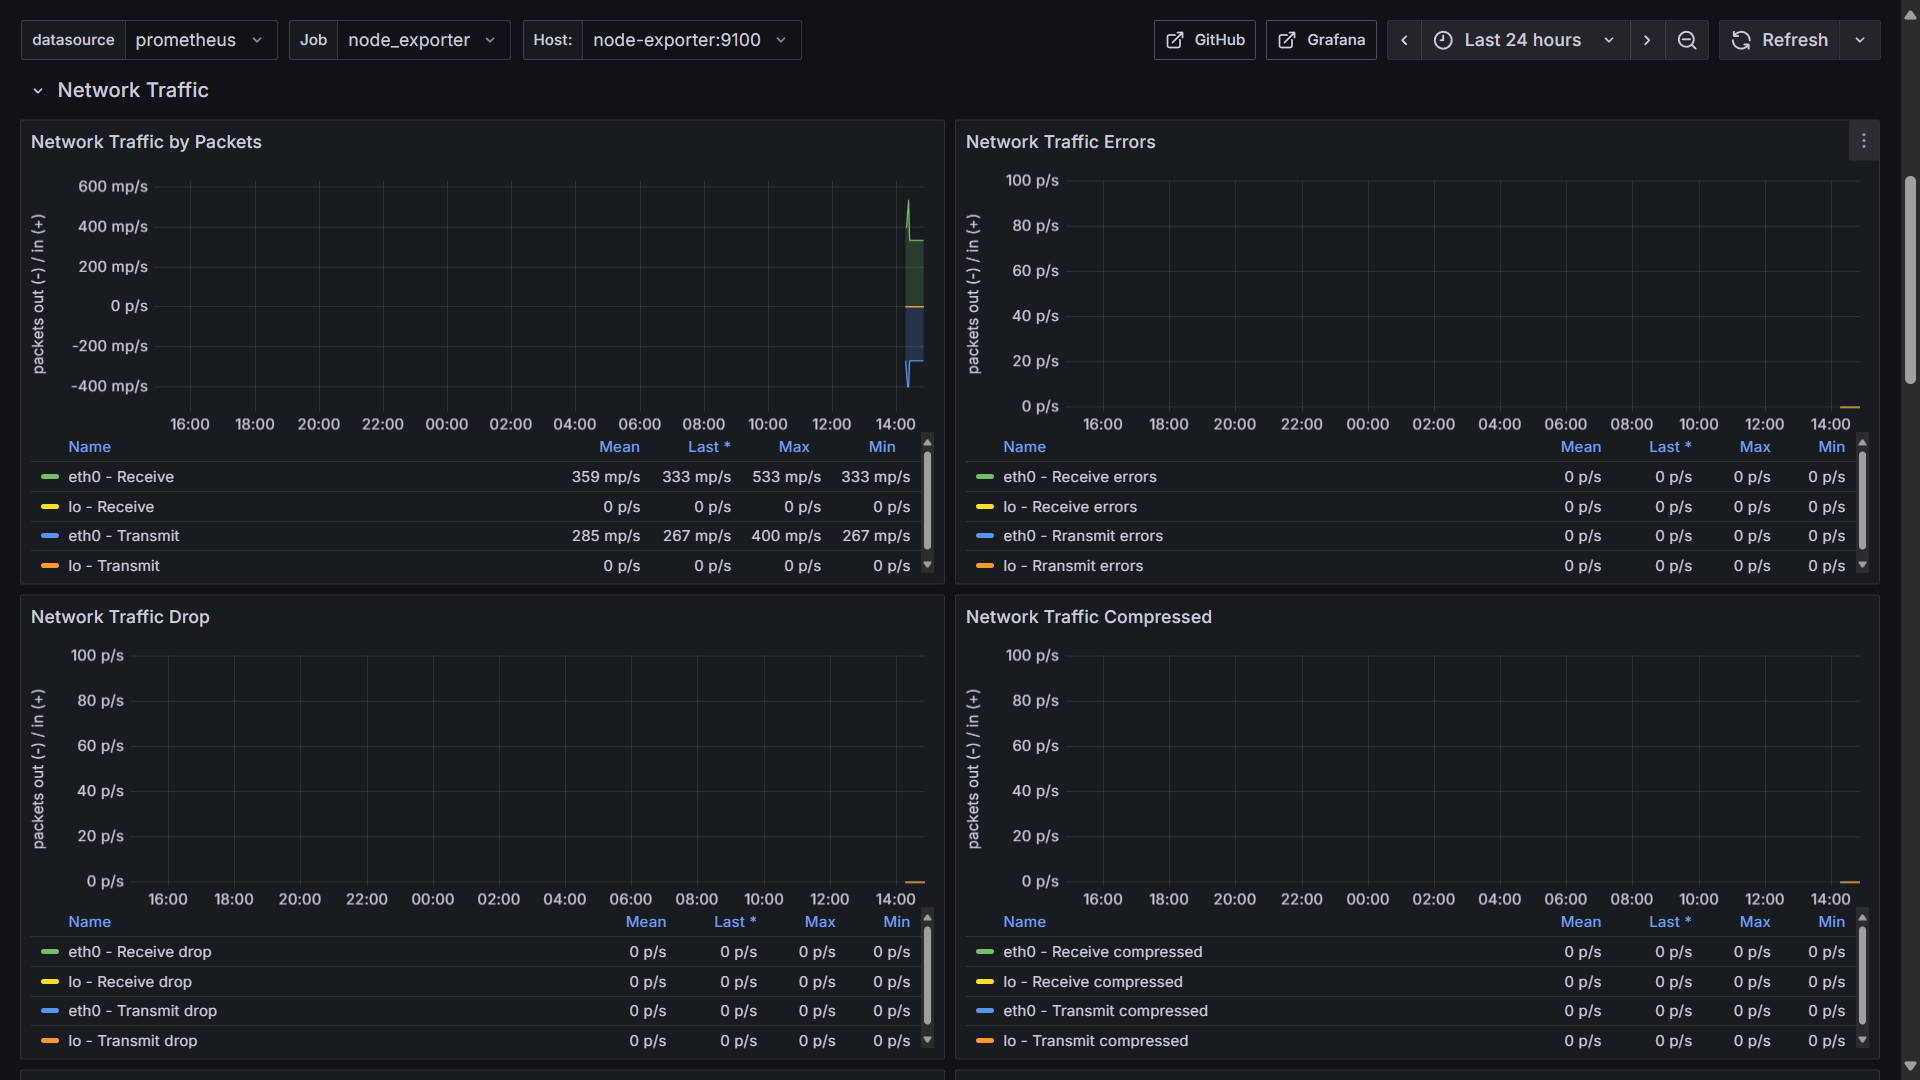 datasource prometheus Job node_exporter Host: node-exporter:9100 GitHub Grafana Last 24 hours Refresh
Network Traffic
Network Traffic by Packets
packets out (-) / in (+)
600 mp/s
400 mp/s
200 mp/s
0 p/s
-200 mp/s
-400 mp/s
16:00 18:00 20:00 22:00 00:00 02:00 04:00 06:00 08:00 10:00 12:00 14:00
Name Mean Last * Max Min
eth0 - Receive 359 mp/s 333 mp/s 533 mp/s 333 mp/s
lo - Receive 0 p/s 0 p/s 0 p/s 0 p/s
eth0 - Transmit 285 mp/s 267 mp/s 400 mp/s 267 mp/s
lo - Transmit 0 p/s 0 p/s 0 p/s 0 p/s
Network Traffic Errors
packets out (-) / in (+)
100 p/s
80 p/s
60 p/s
40 p/s
20 p/s
0 p/s
16:00 18:00 20:00 22:00 00:00 02:00 04:00 06:00 08:00 10:00 12:00 14:00
Name Mean Last * Max Min
eth0 - Receive errors 0 p/s 0 p/s 0 p/s 0 p/s
lo - Receive errors 0 p/s 0 p/s 0 p/s 0 p/s
eth0 - Rransmit errors 0 p/s 0 p/s 0 p/s 0 p/s
lo - Rransmit errors 0 p/s 0 p/s 0 p/s 0 p/s
Network Traffic Drop
packets out (-) / in (+)
100 p/s
80 p/s
60 p/s
40 p/s
20 p/s
0 p/s
16:00 18:00 20:00 22:00 00:00 02:00 04:00 06:00 08:00 10:00 12:00 14:00
Name Mean Last * Max Min
eth0 - Receive drop 0 p/s 0 p/s 0 p/s 0 p/s
lo - Receive drop 0 p/s 0 p/s 0 p/s 0 p/s
eth0 - Transmit drop 0 p/s 0 p/s 0 p/s 0 p/s
lo - Transmit drop 0 p/s 0 p/s 0 p/s 0 p/s
Network Traffic Compressed
packets out (-) / in (+)
100 p/s
80 p/s
60 p/s
40 p/s
20 p/s
0 p/s
16:00 18:00 20:00 22:00 00:00 02:00 04:00 06:00 08:00 10:00 12:00 14:00
Name Mean Last * Max Min
eth0 - Receive compressed 0 p/s 0 p/s 0 p/s 0 p/s
lo - Receive compressed 0 p/s 0 p/s 0 p/s 0 p/s
eth0 - Transmit compressed 0 p/s 0 p/s 0 p/s 0 p/s
lo - Transmit compressed 0 p/s 0 p/s 0 p/s 0 p/s